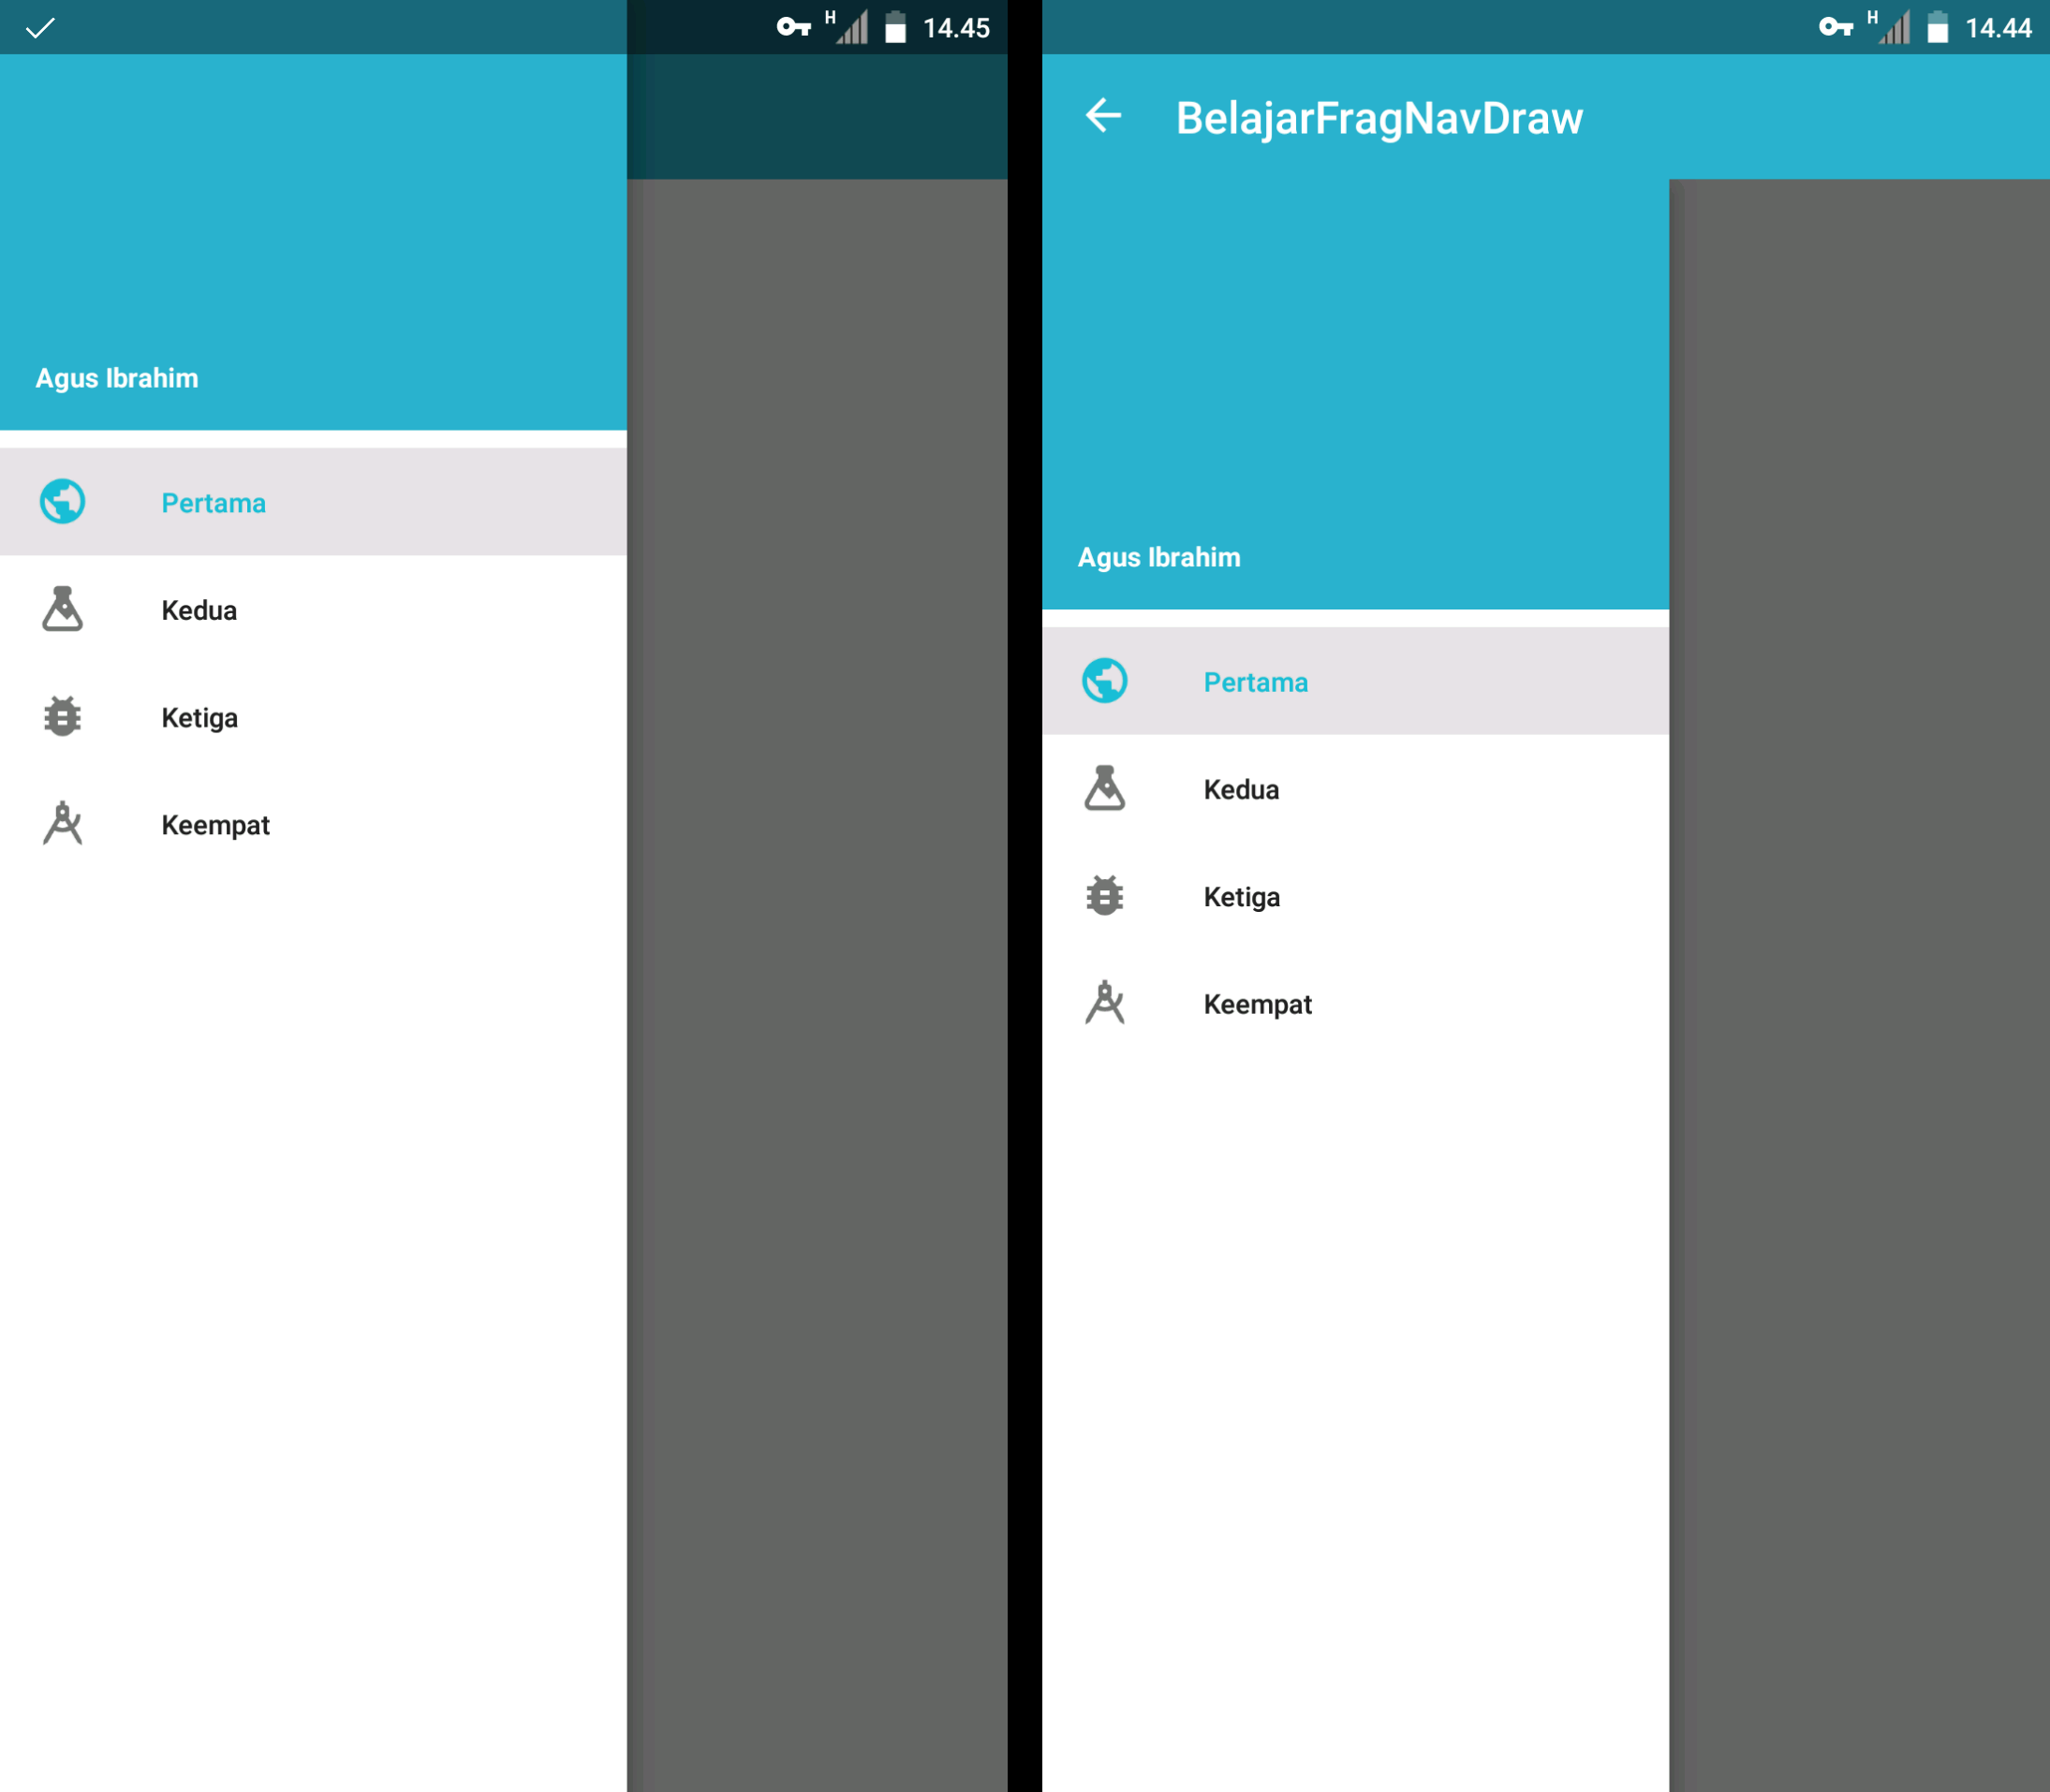 H 14.45
Agus Ibrahim
Pertama
Kedua
Ketiga
Keempat
H 14.44
BelajarFragNavDraw
Agus Ibrahim
Pertama
Kedua
Ketiga
Keempat